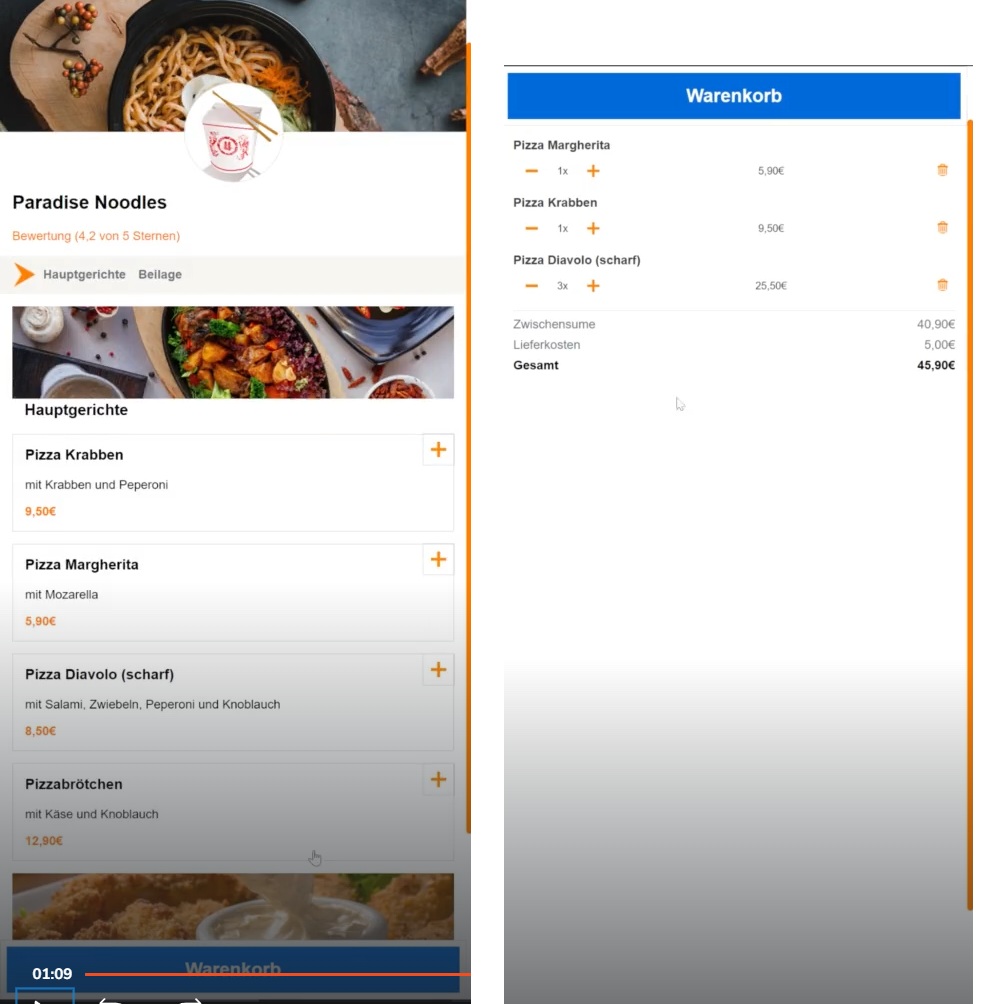 Paradise Noodles
Bewertung (4,2 von 5 Sternen)
Hauptgerichte Beilage
Hauptgerichte
Pizza Krabben
mit Krabben und Peperoni
9,50€
Pizza Margherita
mit Mozarella
5,90€
Pizza Diavolo (scharf)
mit Salami, Zwiebeln, Peperoni und Knoblauch
8,50€
Pizzabrötchen
mit Käse und Knoblauch
12,90€
Warenkorb
01:09
Warenkorb
Pizza Margherita
1x 5,90€
Pizza Krabben
1x 9,50€
Pizza Diavolo (scharf)
3x 25,50€
Zwischensume 40,90€
Lieferkosten 5,00€
Gesamt 45,90€